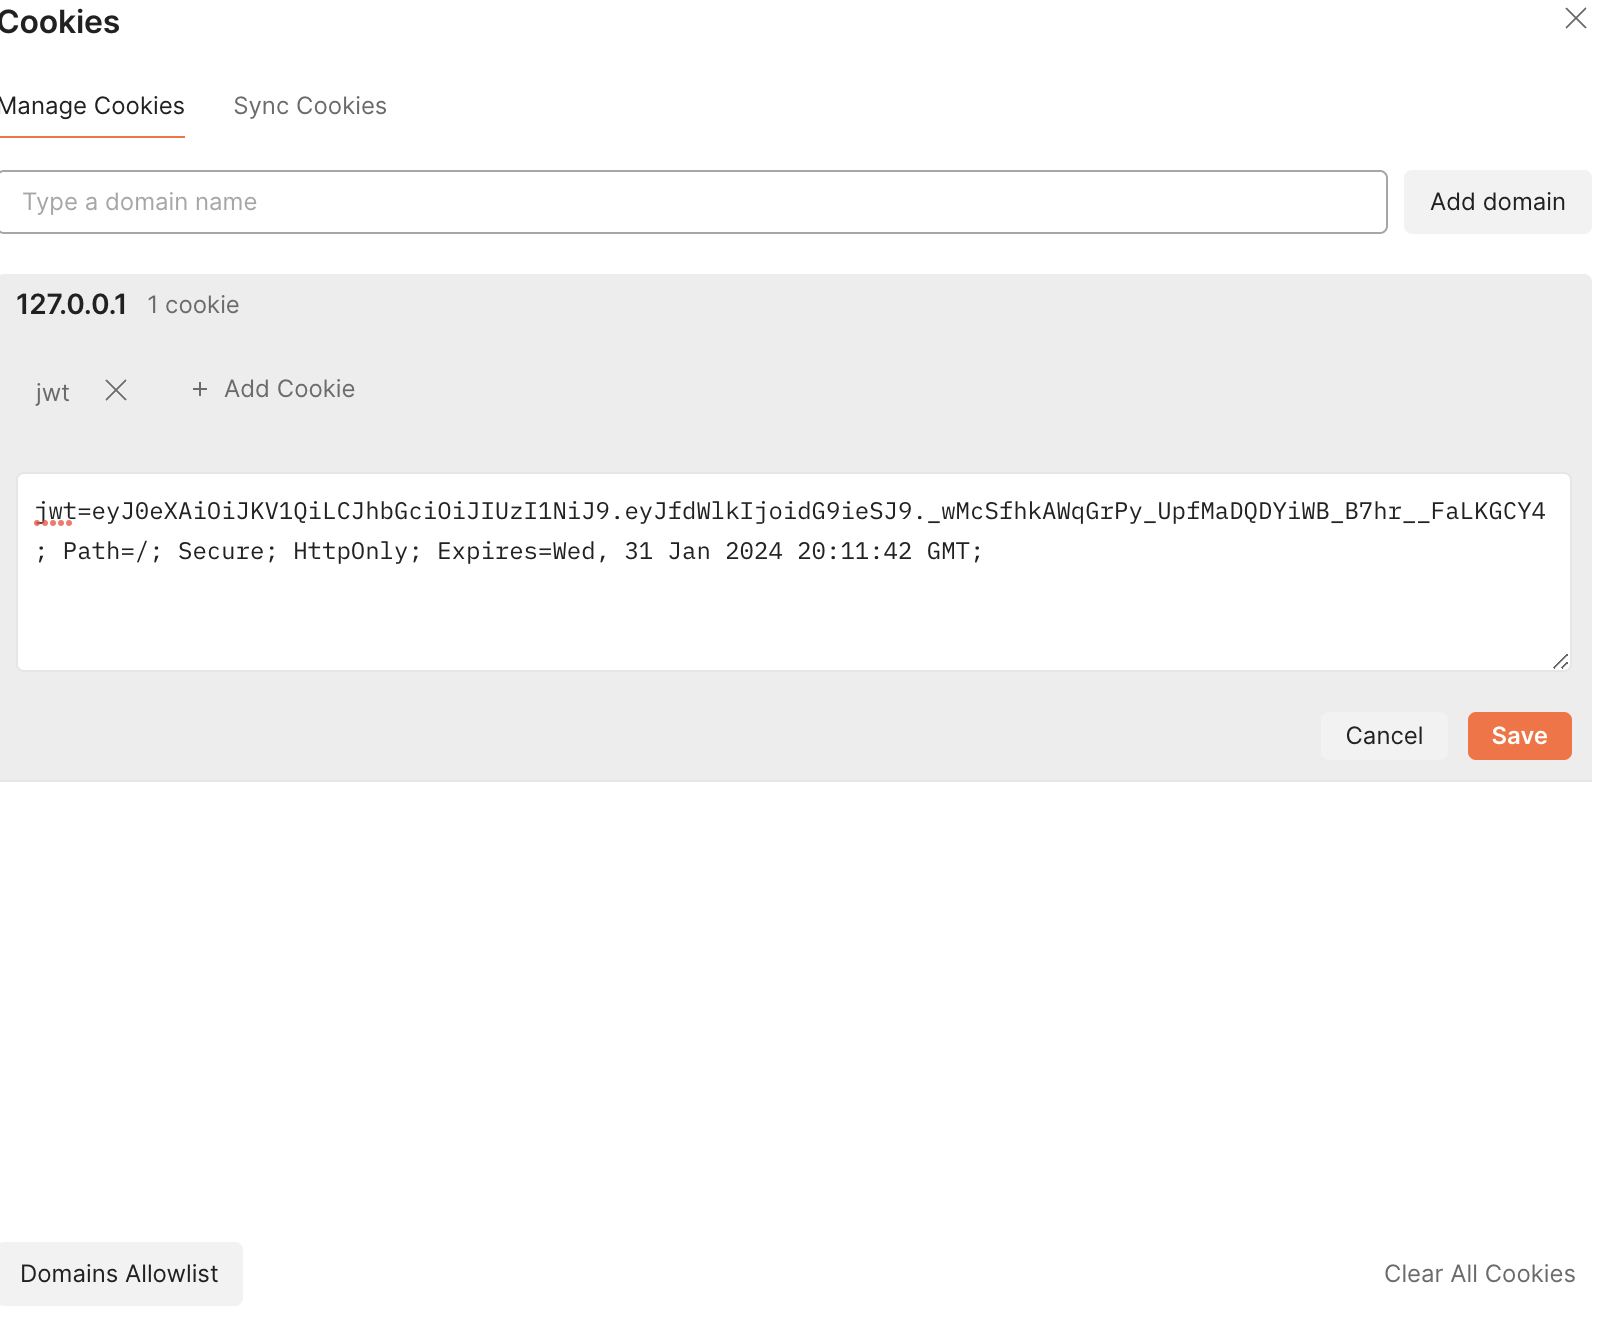 Cookies
Manage Cookies Sync Cookies
Type a domain name Add domain
127.0.0.1 1 cookie
jwt + Add Cookie
jwt=eyJ0eXAiOiJKV1QiLCJhbGciOiJIUzI1NiJ9.eyJfdWlkIjoidG9ieSJ9._wMcSfhkAWqGrPy_UpfMaDQDYiWB_B7hr__FaLKGCY4
; Path=/; Secure; HttpOnly; Expires=Wed, 31 Jan 2024 20:11:42 GMT;
Cancel Save
Domains Allowlist Clear All Cookies